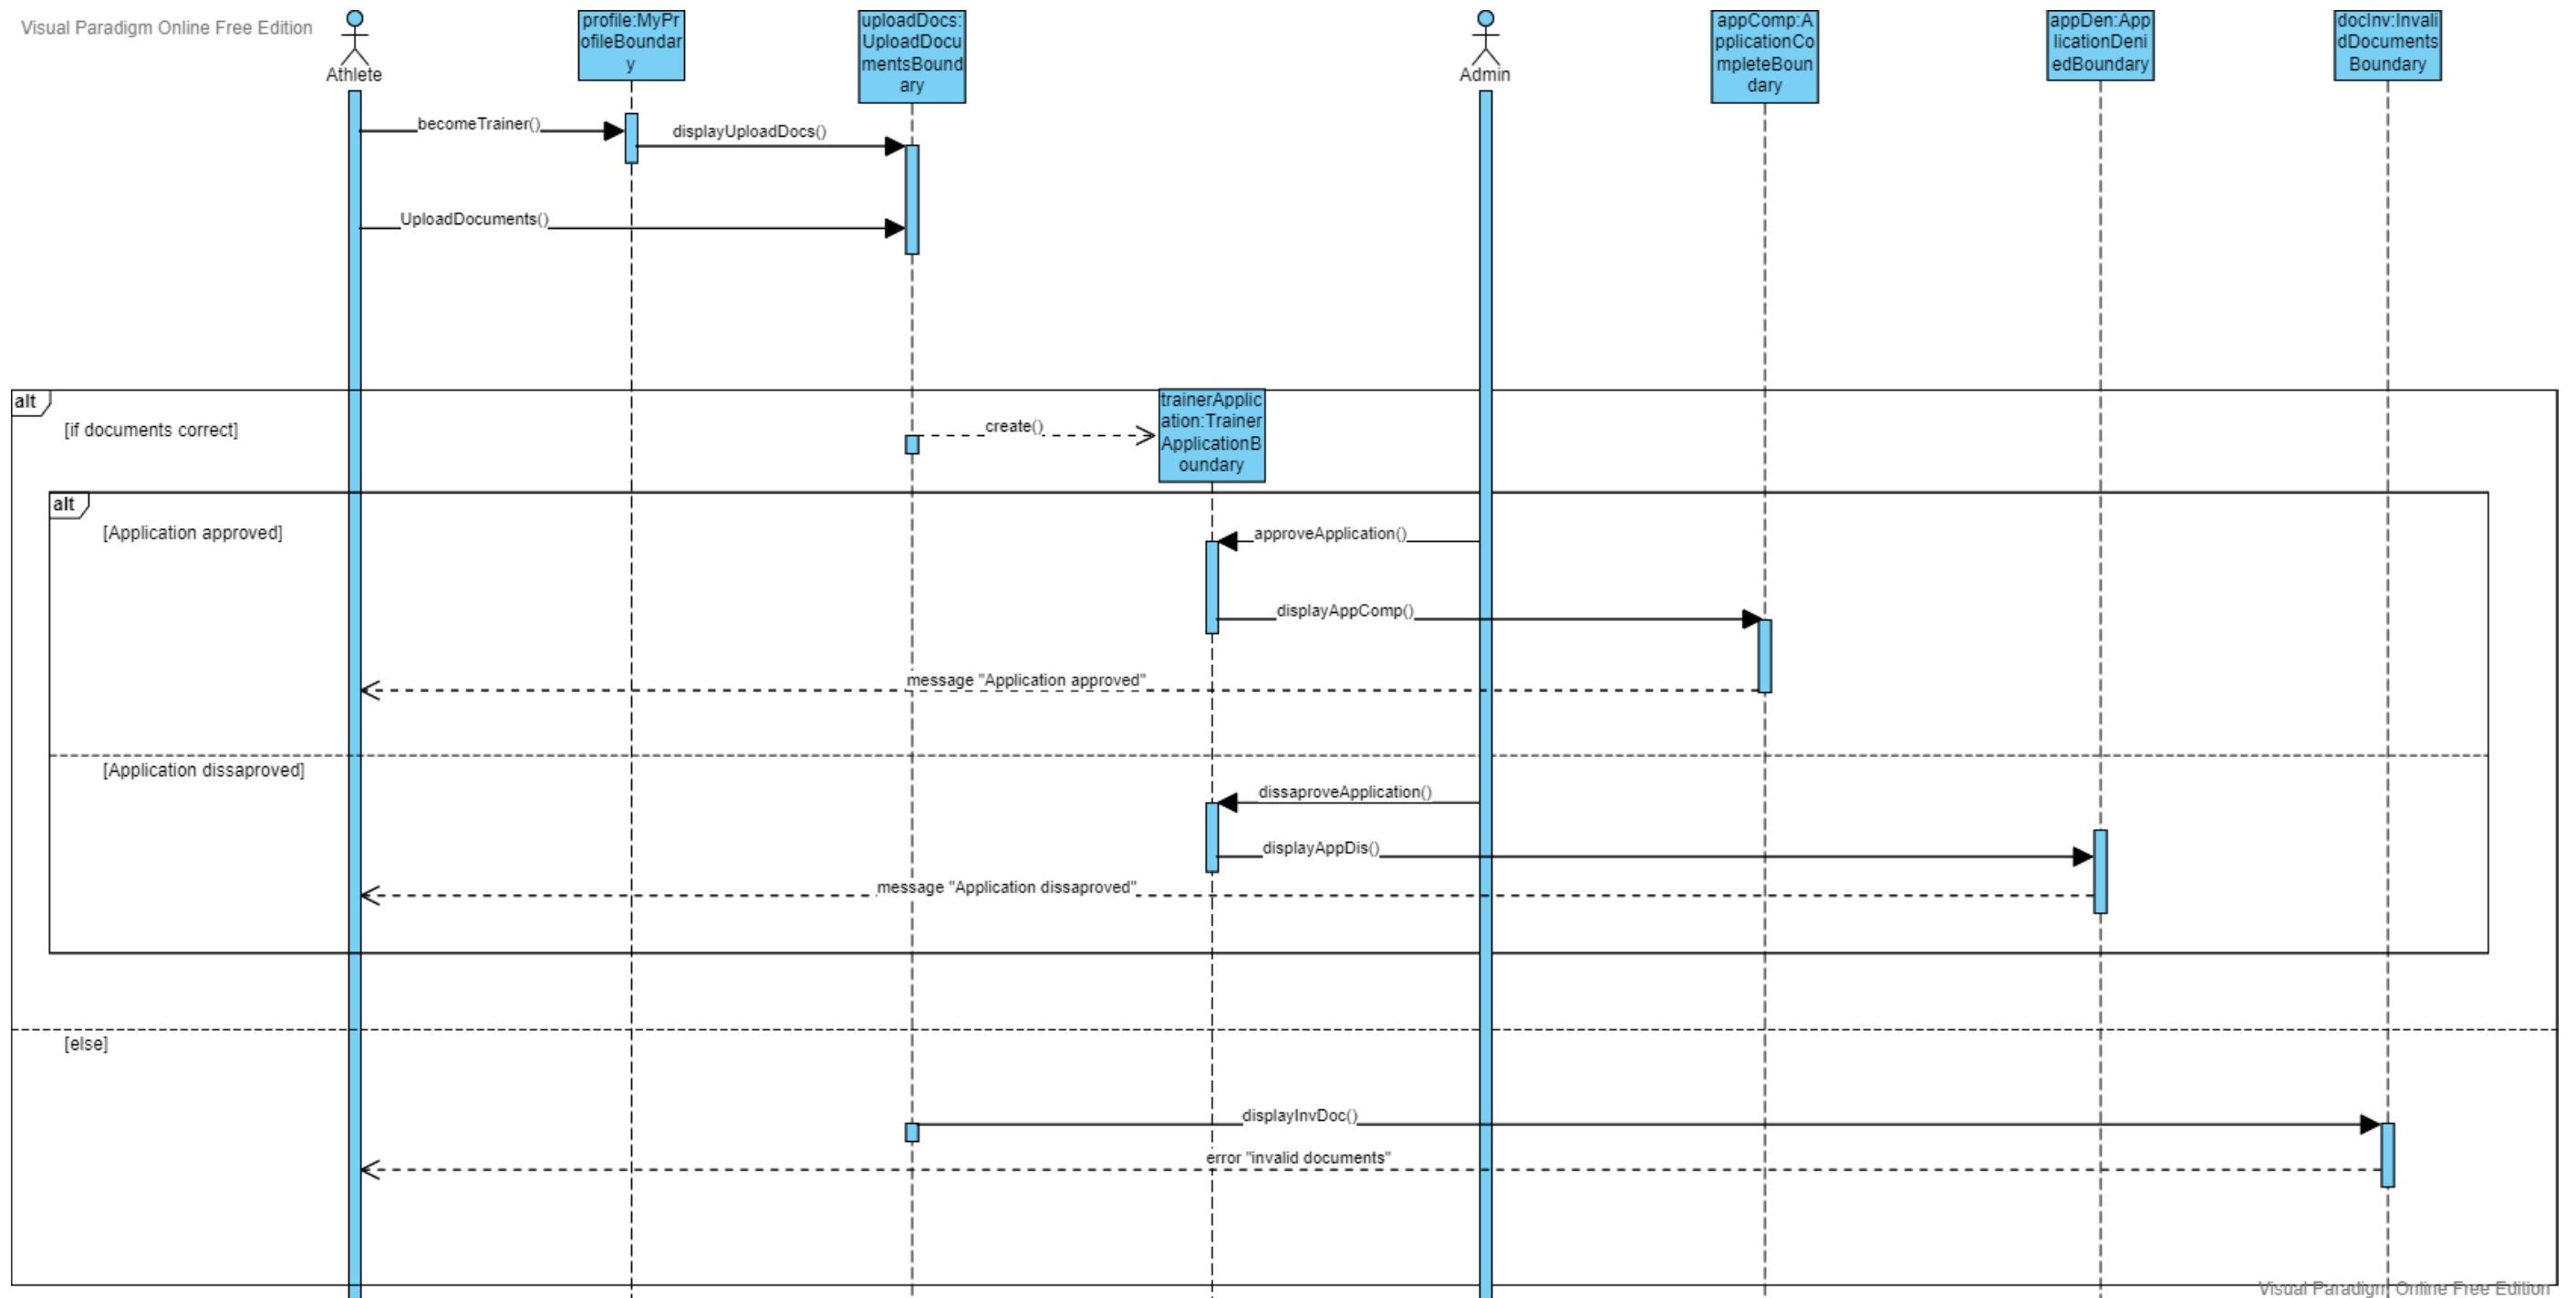 Visual Paradigm Online Free Edition
Athlete
profile:MyPr
ofileBoundar
y
uploadDocs:
UploadDocu
mentsBound
ary
Admin
appComp:A
pplicationCo
mpleteBoun
dary
appDen:App
licationDeni
edBoundary
docInv:Invali
dDocuments
Boundary
becomeTrainer()
displayUploadDocs()
UploadDocuments()
alt
[if documents correct]
create()
trainerApplic
ation:Trainer
ApplicationB
oundary
alt
[Application approved]
approveApplication()
displayAppComp()
message "Application approved"
[Application dissaproved]
dissaproveApplication()
displayAppDis()
message "Application dissaproved"
[else]
displayInvDoc()
error "invalid documents"
Visual Paradigm Online Free Edition